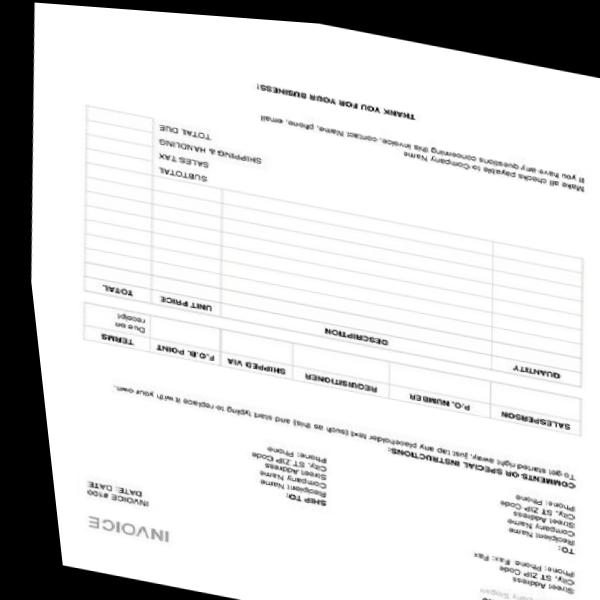 INVOICE
Slogan
Street Address
City, ST ZIP Code
Phone: Phone Fax: Fax
INVOICE #100
DATE: DATE
TO:
Recipient Name
Company Name
Street Address
City, ST ZIP Code
Phone: Phone
SHIP TO:
Recipient Name
Company Name
Street Address
City, ST ZIP Code
Phone: Phone
COMMENTS OR SPECIAL INSTRUCTIONS:
To get started right away, just tap any placeholder text (such as this) and start typing to replace it with your own.
SALESPERSON P.O. NUMBER REQUISITIONER SHIPPED VIA F.O.B. POINT TERMS
Due on
receipt
QUANTITY DESCRIPTION UNIT PRICE TOTAL
SUBTOTAL
SALES TAX
SHIPPING & HANDLING
TOTAL DUE
Make all checks payable to Company Name
If you have any questions concerning this invoice, contact Name, phone, email
THANK YOU FOR YOUR BUSINESS!